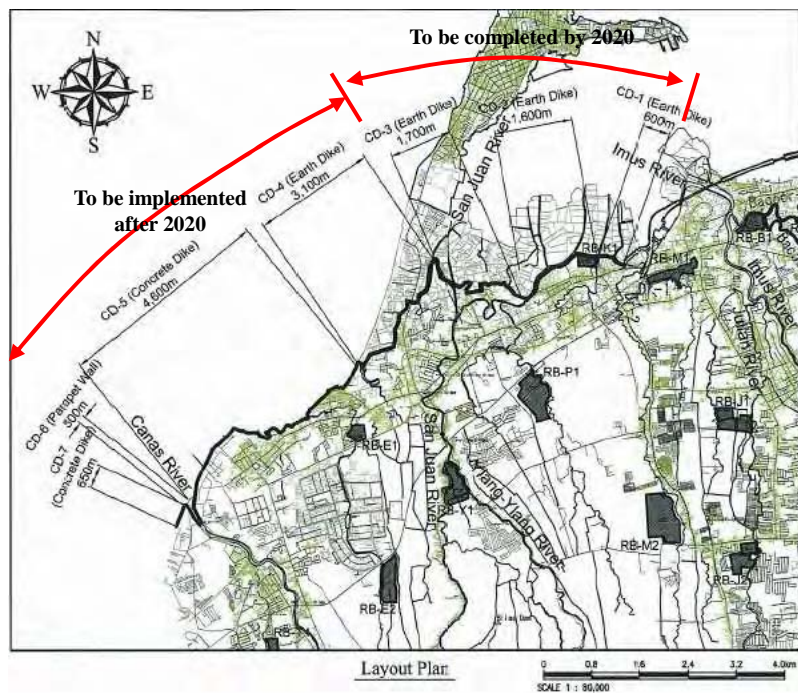 To be completed by 2020
N
W E
S
CD-1 (Earth Dike)
600m
CD-2 (Earth Dike)
1,600m
CD-3 (Earth Dike)
1,700m
CD-4 (Earth Dike)
3,100m
To be implemented
after 2020
CD-5 (Concrete Dike)
4,600m
CD-6 (Parapet Wall)
500m
CD-7
(Concrete Dike)
650m
San Juan River
Imus River
Canas River
RB-B1
RB-K1
RB-M1
Imus River
Julian River
RB-P1
RB-J1
RB-E1
San Juan River
Ylang-Ylang River
RB-Y1
RB-M2
RB-J2
RB-E2
Layout Plan
0 0.8 1.6 2.4 3.2 4.0km
SCALE 1 : 80,000